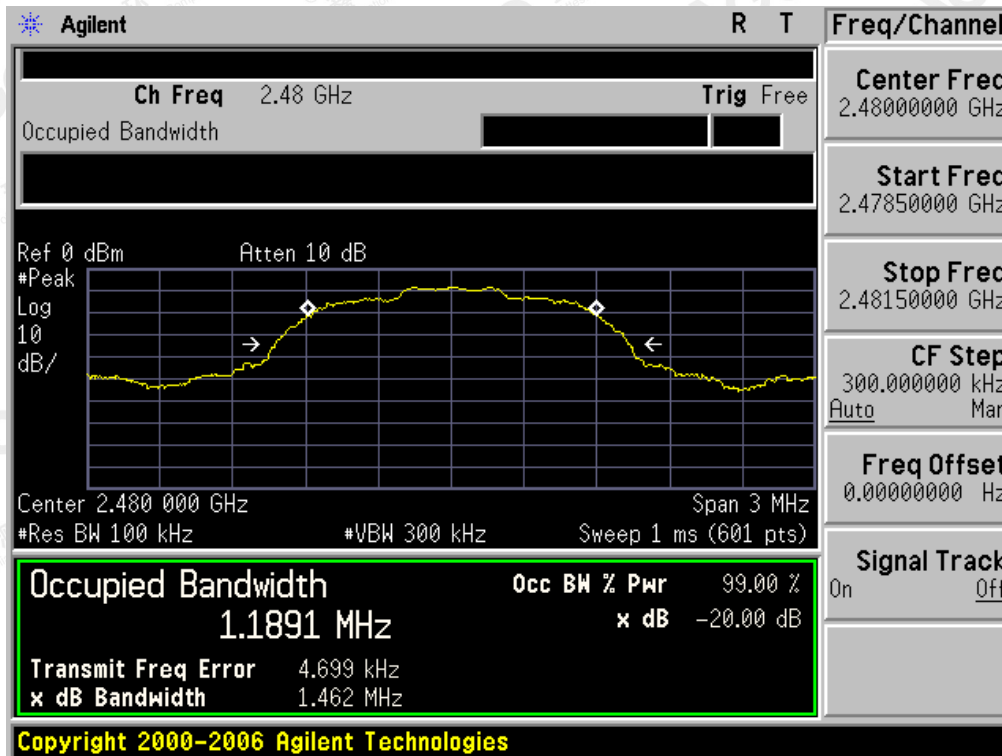 Agilent R T Freq/Channel
Ch Freq 2.48 GHz Trig Free
Occupied Bandwidth
Center Freq
2.48000000 GHz
Start Freq
2.47850000 GHz
Stop Freq
2.48150000 GHz
CF Step
300.000000 kHz
Auto Man
Freq Offset
0.00000000 Hz
Signal Track
On Off
Ref 0 dBm Atten 10 dB
#Peak
Log
10
dB/
Center 2.480 000 GHz Span 3 MHz
#Res BW 100 kHz #VBW 300 kHz Sweep 1 ms (601 pts)
Occupied Bandwidth Occ BW % Pwr 99.00 %
1.1891 MHz x dB -20.00 dB
Transmit Freq Error 4.699 kHz
x dB Bandwidth 1.462 MHz
Copyright 2000-2006 Agilent Technologies